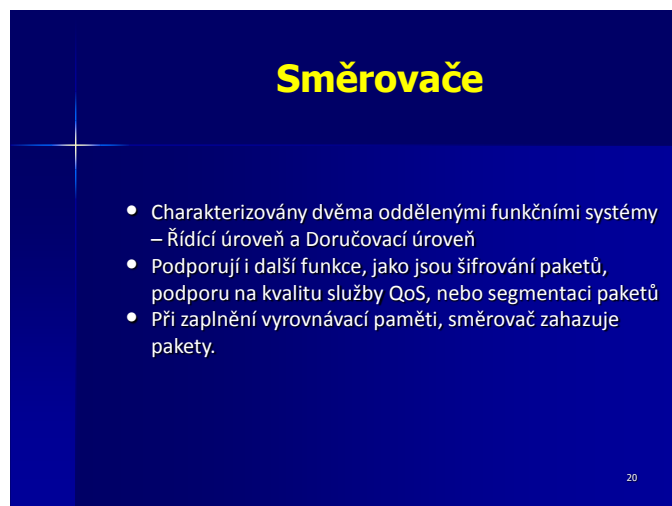 Směrovače
• Charakterizovány dvěma oddělenými funkčními systémy
– Řídící úroveň a Doručovací úroveň
• Podporují i další funkce, jako jsou šifrování paketů,
podporu na kvalitu služby QoS, nebo segmentaci paketů
• Při zaplnění vyrovnávací paměti, směrovač zahazuje
pakety.
20